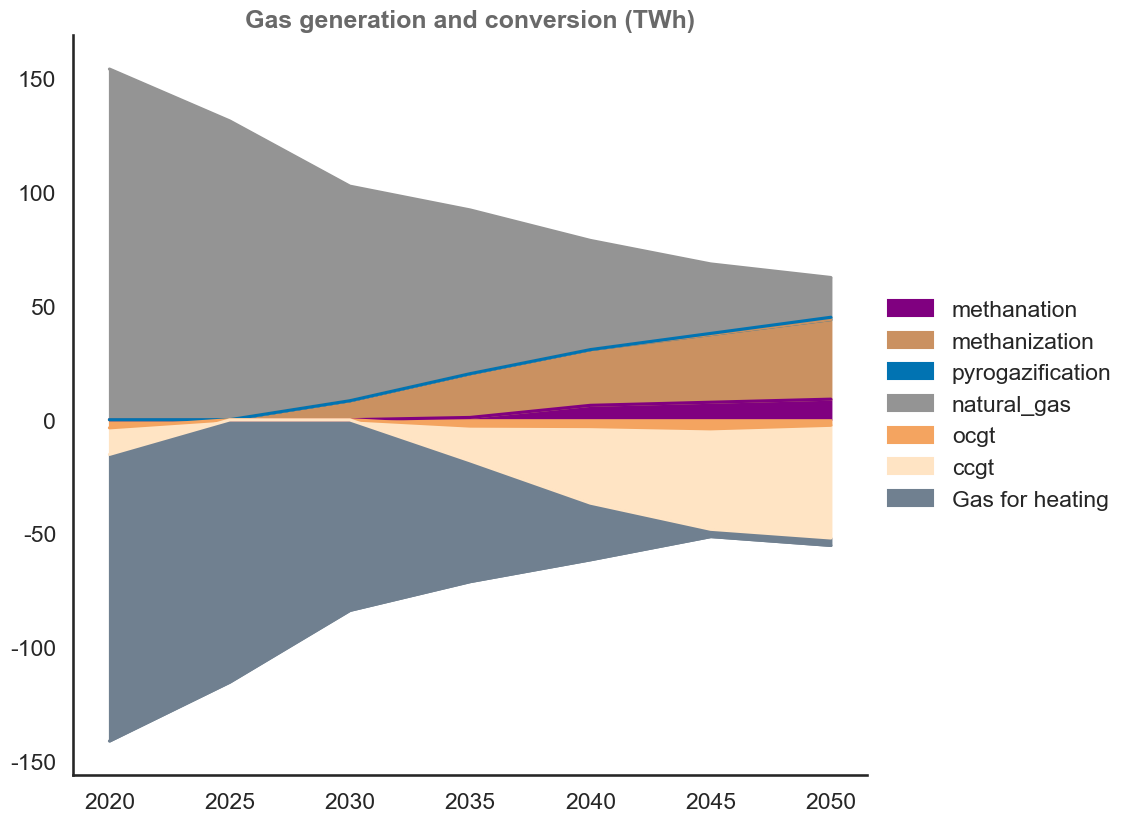 Gas generation and conversion (TWh)
150
100
50
0
-50
-100
-150
2020 2025 2030 2035 2040 2045 2050
methanation
methanization
pyrogazification
natural_gas
ocgt
ccgt
Gas for heating